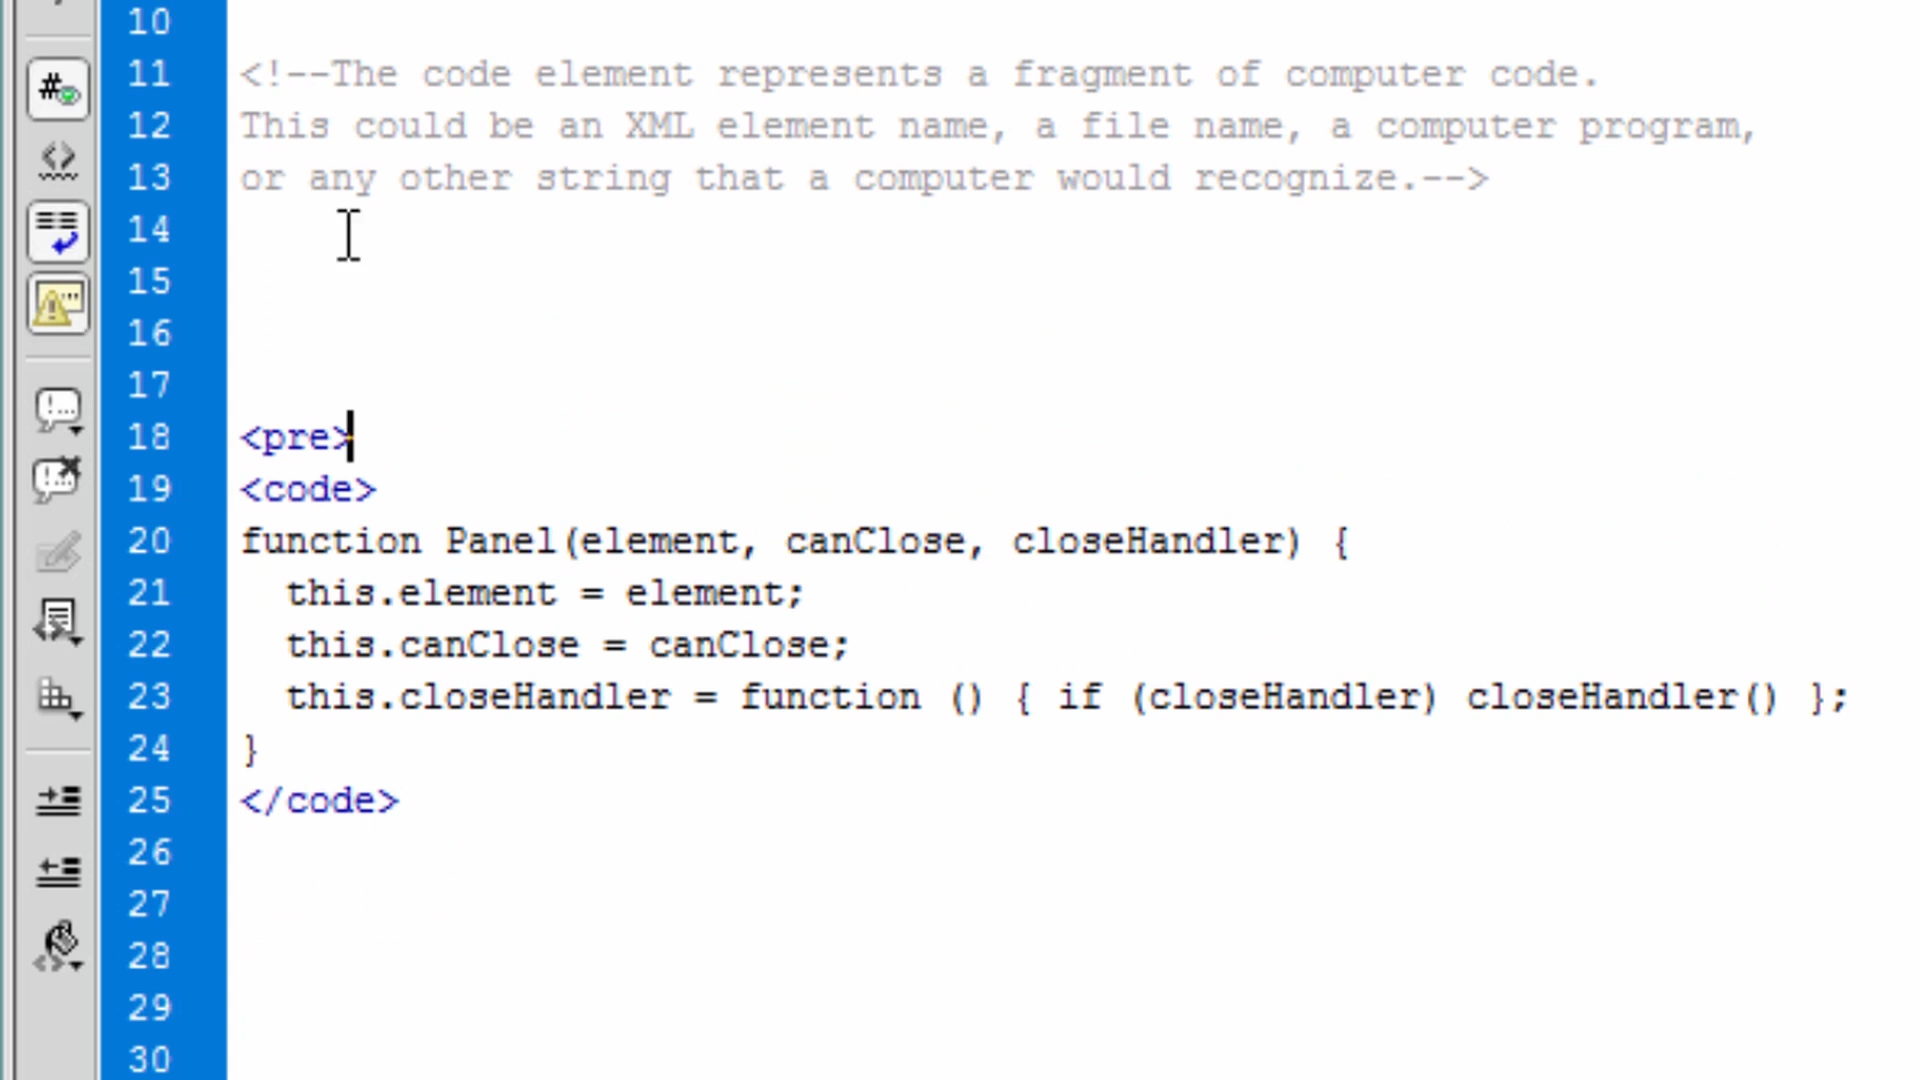 10
11 <!--The code element represents a fragment of computer code.
12 This could be an XML element name, a file name, a computer program,
13 or any other string that a computer would recognize.-->
14
15
16
17
18 <pre>
19 <code>
20 function Panel(element, canClose, closeHandler) {
21   this.element = element;
22   this.canClose = canClose;
23   this.closeHandler = function () { if (closeHandler) closeHandler() };
24 }
25 </code>
26
27
28
29
30